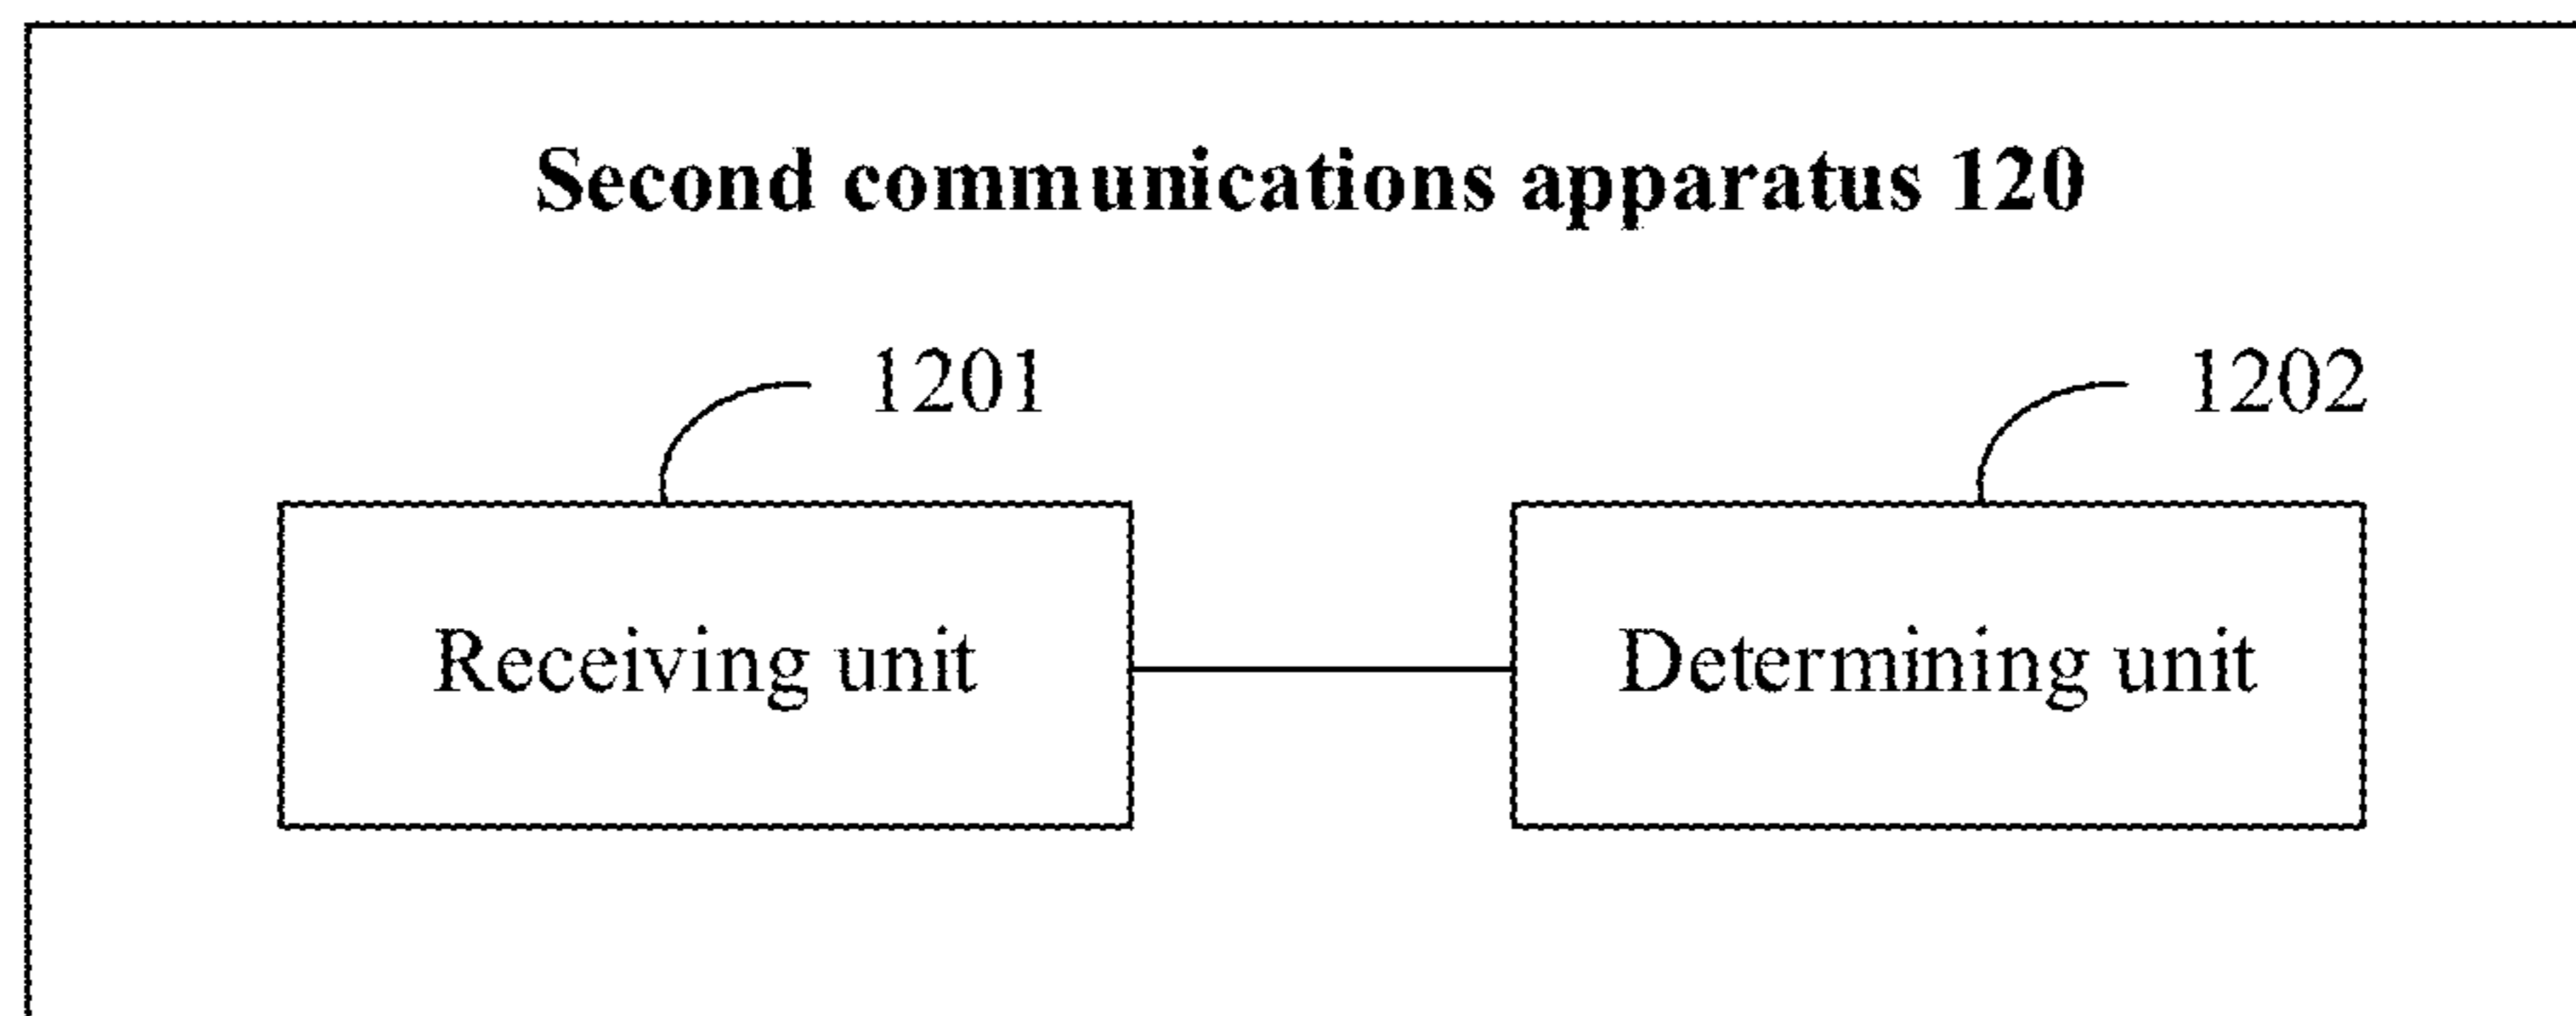 Second communications apparatus 120
1201
1202
Receiving unit
Determining unit